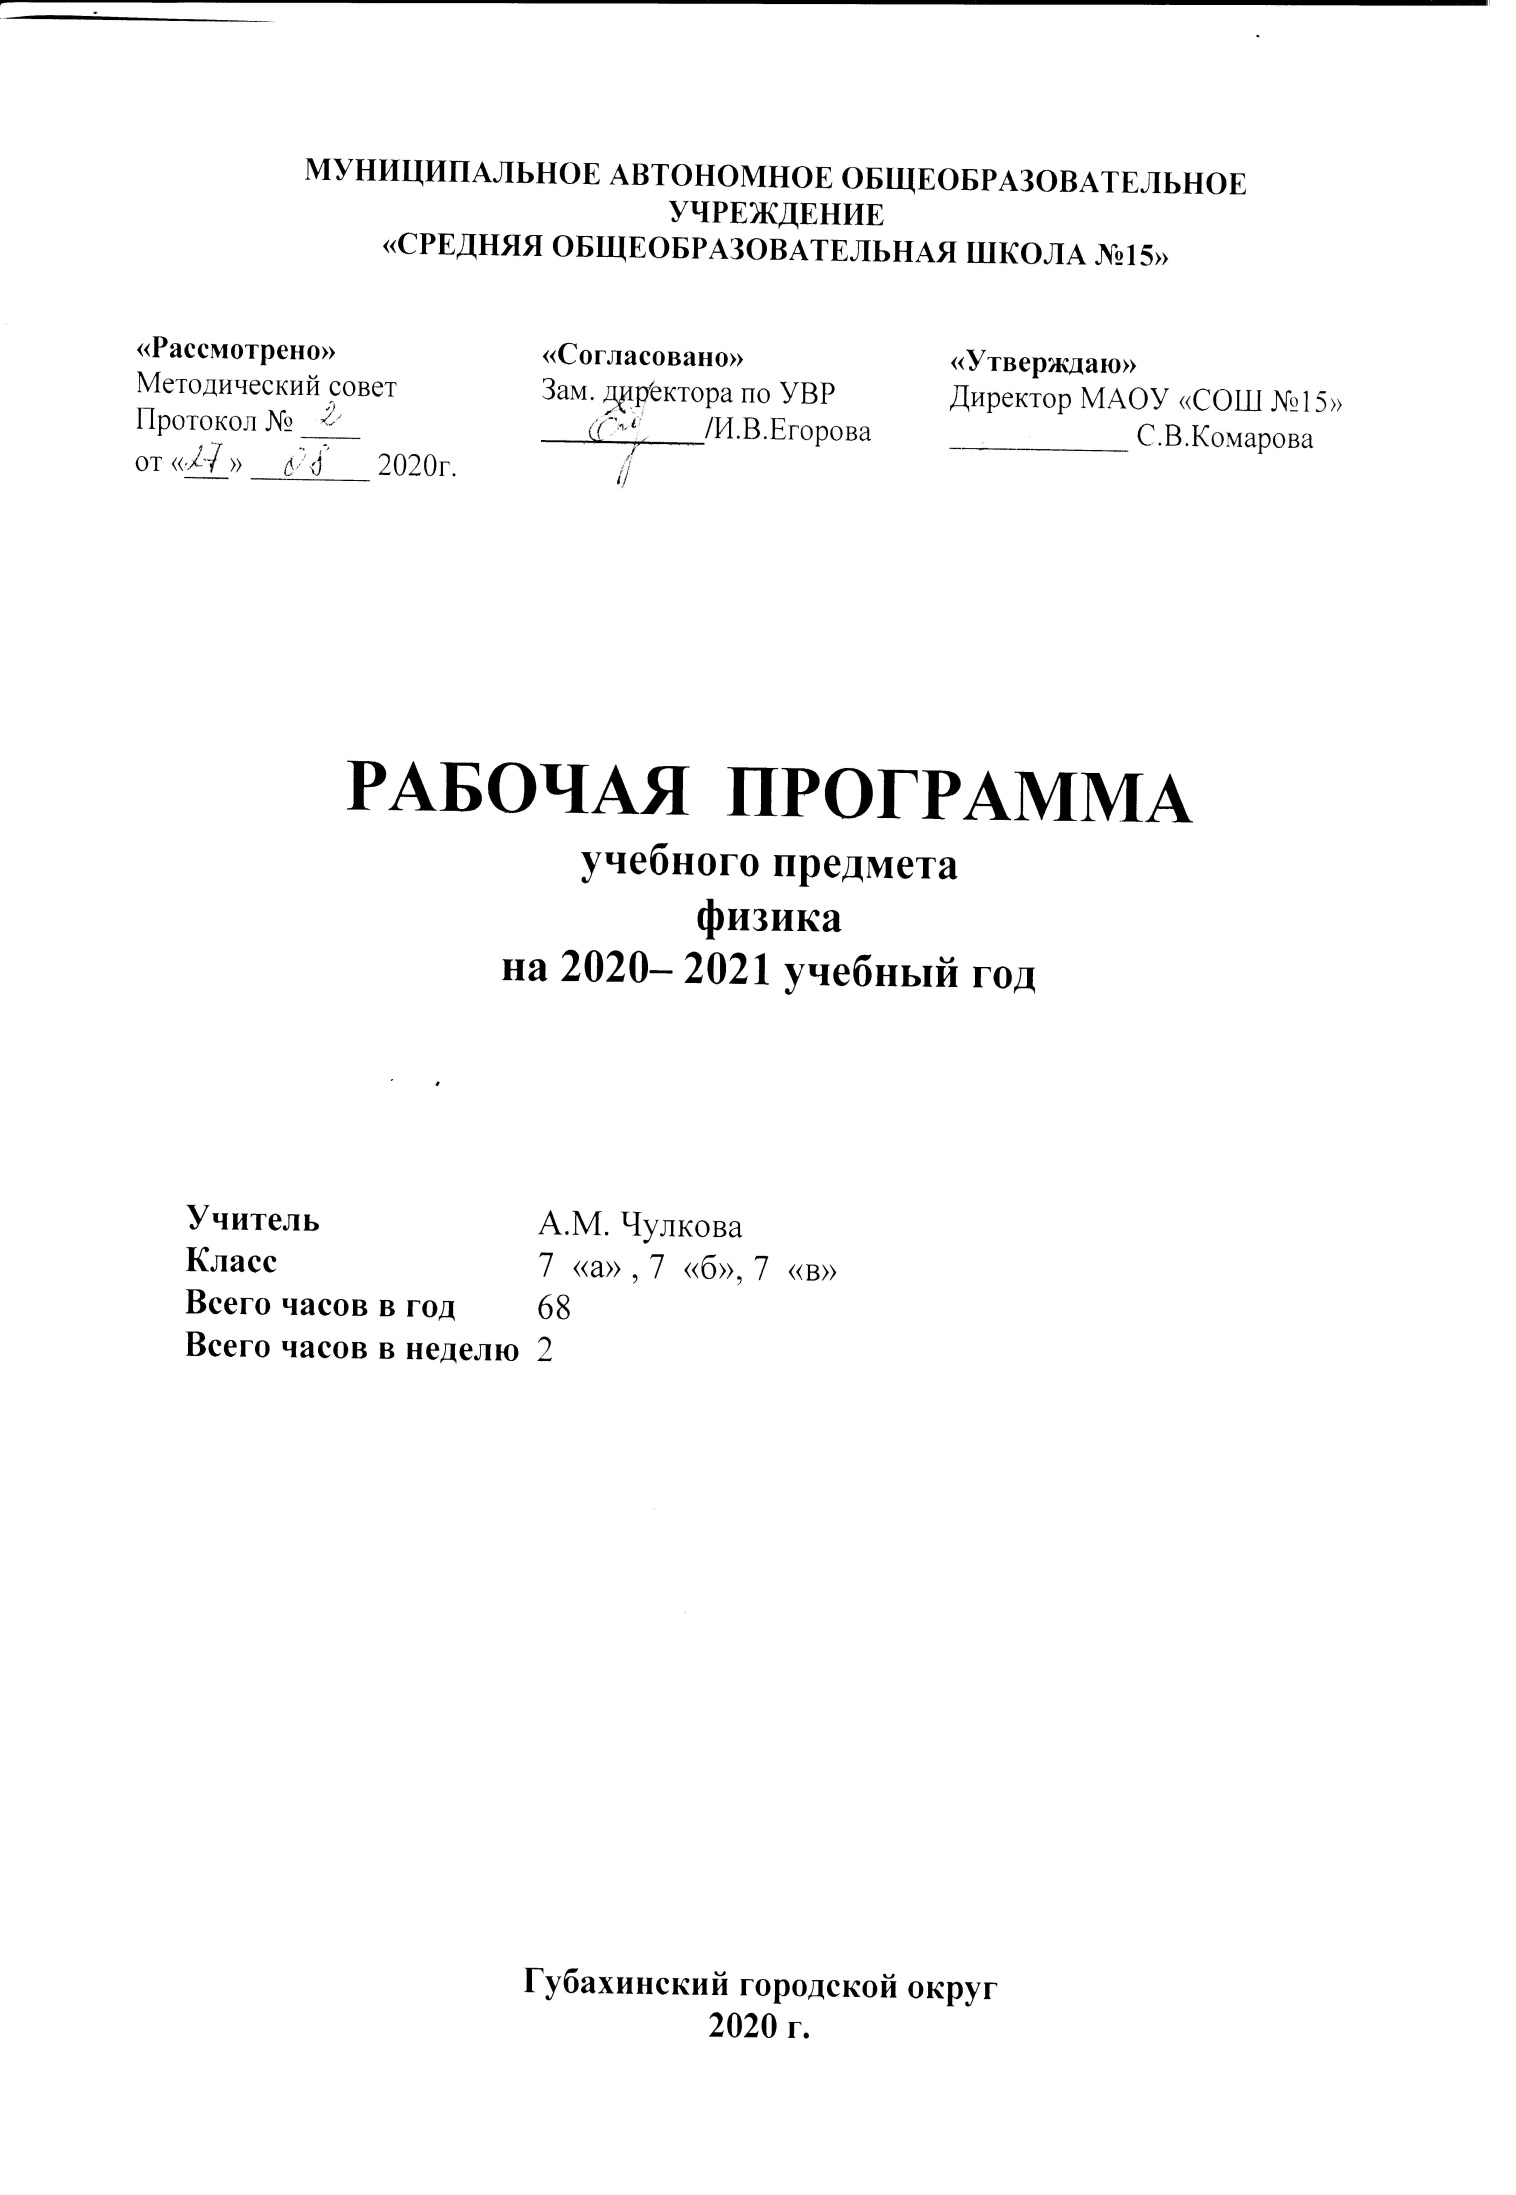 МУНИЦИПАЛЬНОЕ АВТОНОМНОЕ ОБЩЕОБРАЗОВАТЕЛЬНОЕ
УЧРЕЖДЕНИЕ
«СРЕДНЯЯ ОБЩЕОБРАЗОВАТЕЛЬНАЯ ШКОЛА №15»
«Рассмотрено»
Методический совет
Протокол № 2
от «27» 08 2020г.
«Согласовано»
Зам. директора по УВР
/И.В.Егорова
«Утверждаю»
Директор МАОУ «СОШ №15»
С.В.Комарова
РАБОЧАЯ ПРОГРАММА
учебного предмета
физика
на 2020– 2021 учебный год
Учитель А.М. Чулкова
Класс 7 «а» , 7 «б», 7 «в»
Всего часов в год 68
Всего часов в неделю 2
Губахинский городской округ
2020 г.